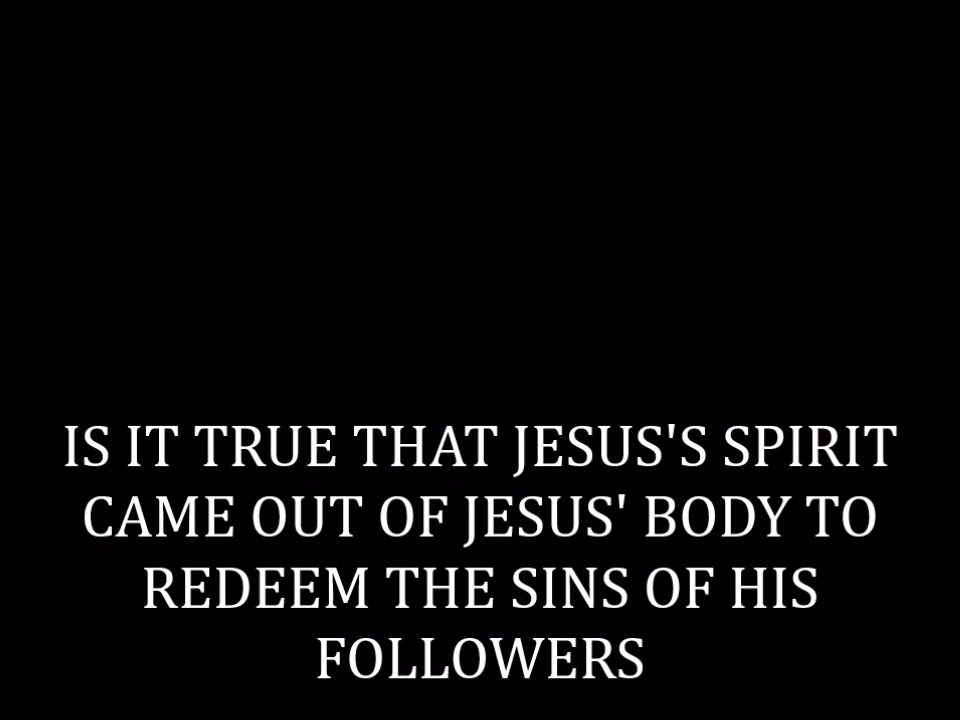 IS IT TRUE THAT JESUS'S SPIRIT
CAME OUT OF JESUS' BODY TO
REDEEM THE SINS OF HIS
FOLLOWERS